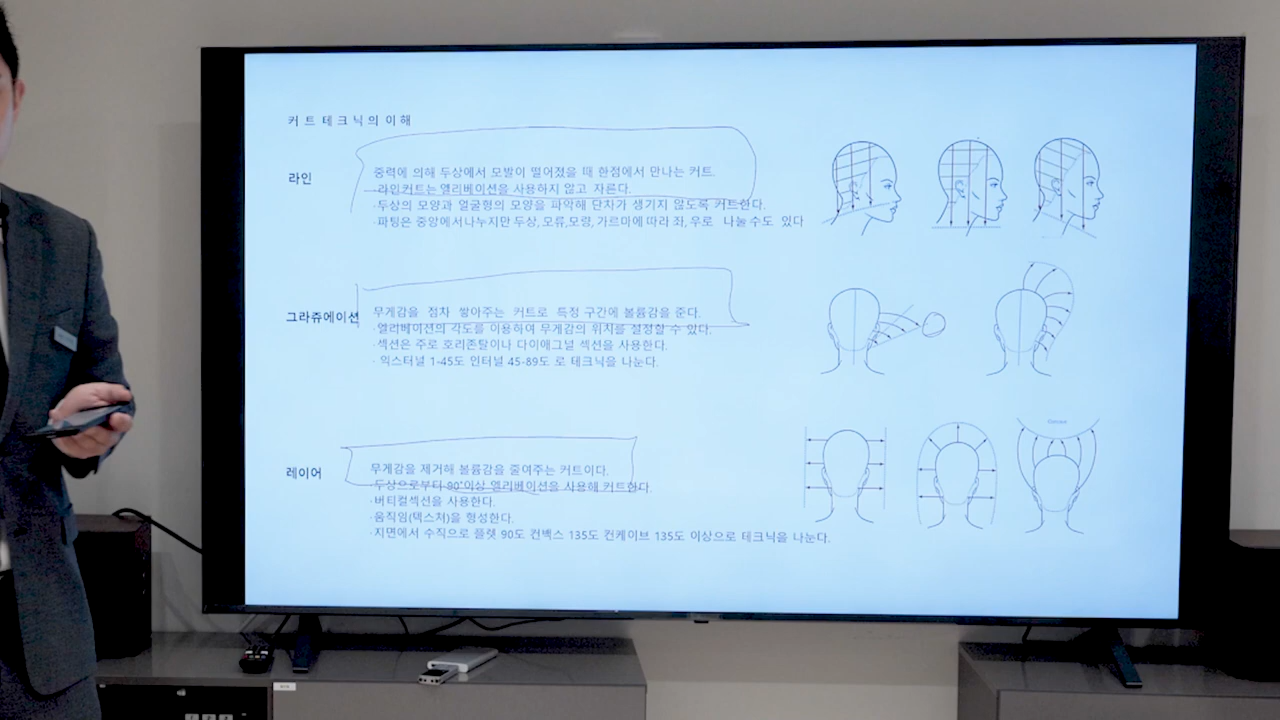 커트 테크닉의 이해
라인
중력에 의해 두상에서 모발이 떨어졌을 때 한점에서 만나는 커트.
·라인커트는 엘리베이션을 사용하지 않고 자른다.
·두상의 모양과 얼굴형의 모양을 파악해 단차가 생기지 않도록 커트한다.
·파팅은 중앙에서나누지만 두상,모류,모량, 가르마에 따라 좌,우로 나눌 수도 있다
그라쥬에이션
무게감을 점차 쌓아주는 커트로 특정 구간에 볼륨감을 준다.
·엘리베이션의 각도를 이용하여 무게감의 위치를 설정할 수 있다.
·섹션은 주로 호리존탈이나 다이애그널 섹션을 사용한다.
· 익스터널 1-45도 인터널 45-89도 로 테크닉을 나눈다.
레이어
무게감을 제거해 볼륨감을 줄여주는 커트이다.
·두상으로부터 90°이상 엘리베이션을 사용해 커트한다.
·버티컬섹션을 사용한다.
·움직임(텍스쳐)을 형성한다.
·지면에서 수직으로 플랫 90도 컨벡스 135도 컨케이브 135도 이상으로 테크닉을 나눈다.